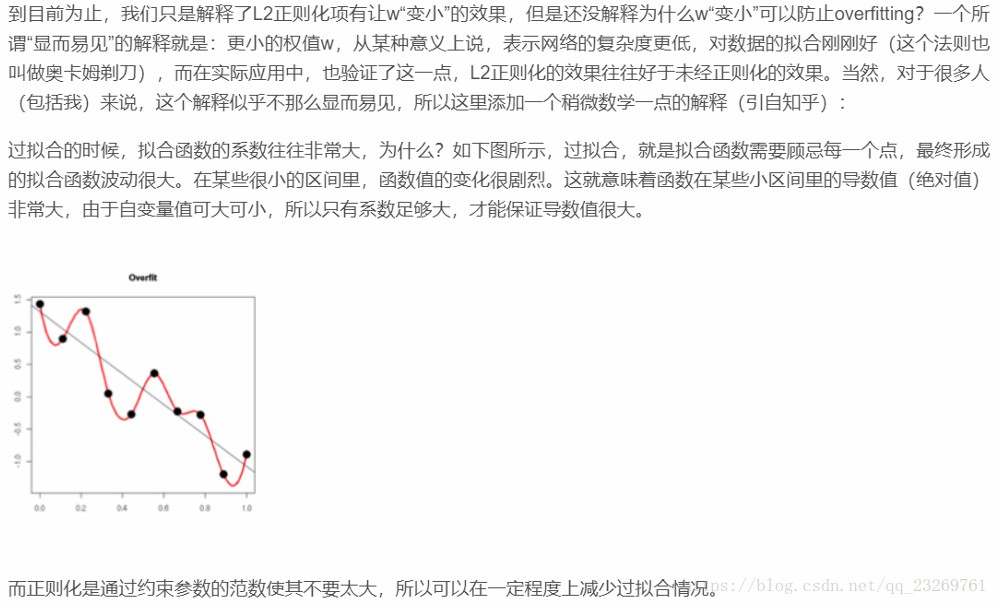 到目前为止，我们只是解释了L2正则化项有让w“变小”的效果，但是还没解释为什么w“变小”可以防止overfitting？一个所
谓“显而易见”的解释就是：更小的权值w，从某种意义上说，表示网络的复杂度更低，对数据的拟合刚刚好（这个法则也
叫做奥卡姆剃刀），而在实际应用中，也验证了这一点，L2正则化的效果往往好于未经正则化的效果。当然，对于很多人
（包括我）来说，这个解释似乎不那么显而易见，所以这里添加一个稍微数学一点的解释（引自知乎）：
过拟合的时候，拟合函数的系数往往非常大，为什么？如下图所示，过拟合，就是拟合函数需要顾忌每一个点，最终形成
的拟合函数波动很大。在某些很小的区间里，函数值的变化很剧烈。这就意味着函数在某些小区间里的导数值（绝对值）
非常大，由于自变量值可大可小，所以只有系数足够大，才能保证导数值很大。
Overfit
1.5
1.0
0.5
0.0
-0.5
-1.0
0.0 0.2 0.4 0.6 0.8 1.0
而正则化是通过约束参数的范数使其不要太大，所以可以在一定程度上减少过拟合情况。
https://blog.csdn.net/qq_23269761